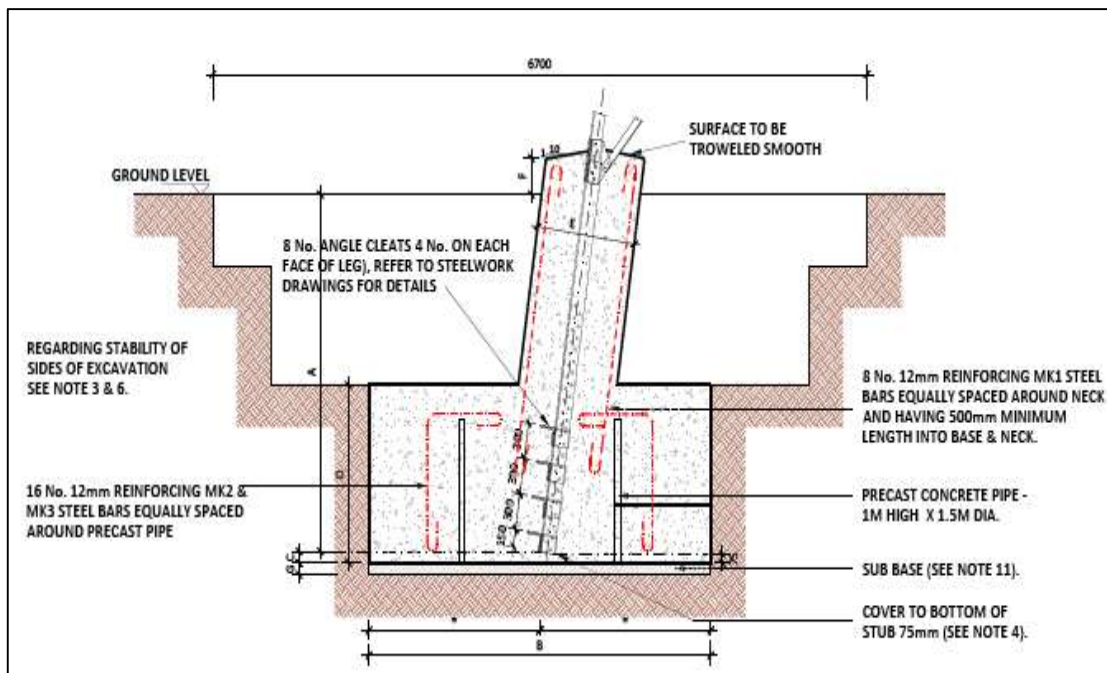 6700
SURFACE TO BE
TROWELED SMOOTH
10
F
GROUND LEVEL
8 No. ANGLE CLEATS 4 No. ON EACH
FACE OF LEG), REFER TO STEELWORK
DRAWINGS FOR DETAILS
REGARDING STABILITY OF
SIDES OF EXCAVATION
SEE NOTE 3 & 6.
A
8 No. 12mm REINFORCING MK1 STEEL
BARS EQUALLY SPACED AROUND NECK
AND HAVING 500mm MINIMUM
LENGTH INTO BASE & NECK.
16 No. 12mm REINFORCING MK2 &
MK3 STEEL BARS EQUALLY SPACED
AROUND PRECAST PIPE
PRECAST CONCRETE PIPE -
1M HIGH X 1.5M DIA.
SUB BASE (SEE NOTE 11).
COVER TO BOTTOM OF
STUB 75mm (SEE NOTE 4).
B